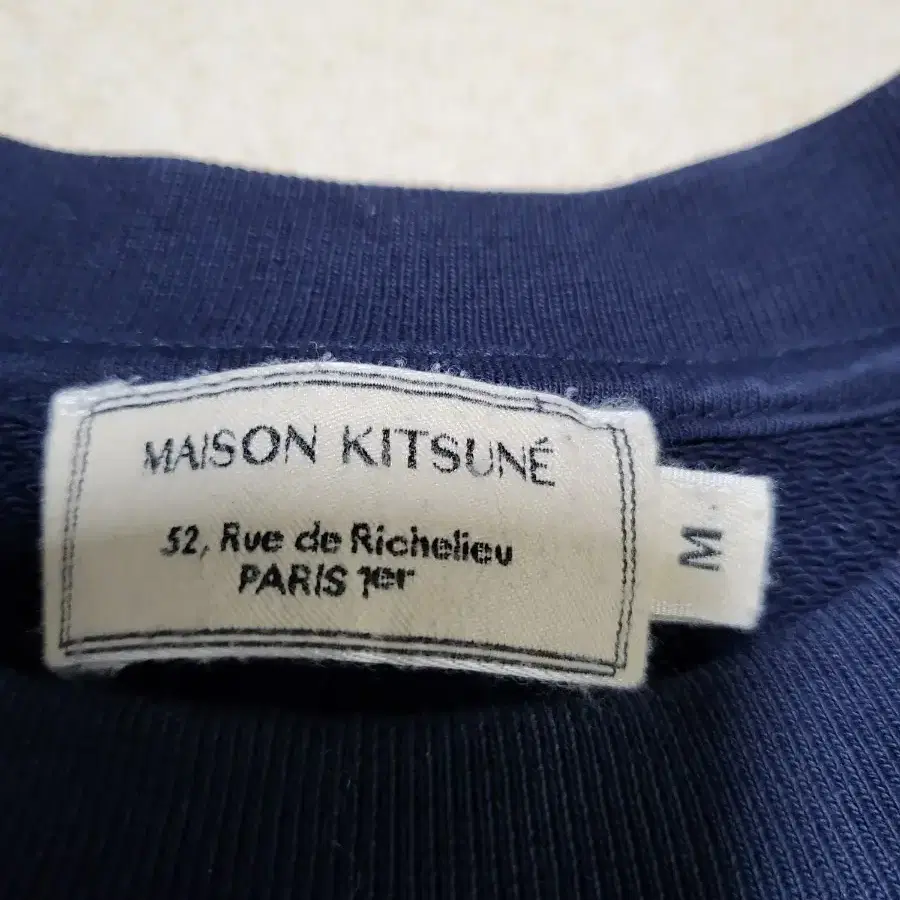 MAISON KITSUNÉ
52, Rue de Richelieu
PARIS 1er
M